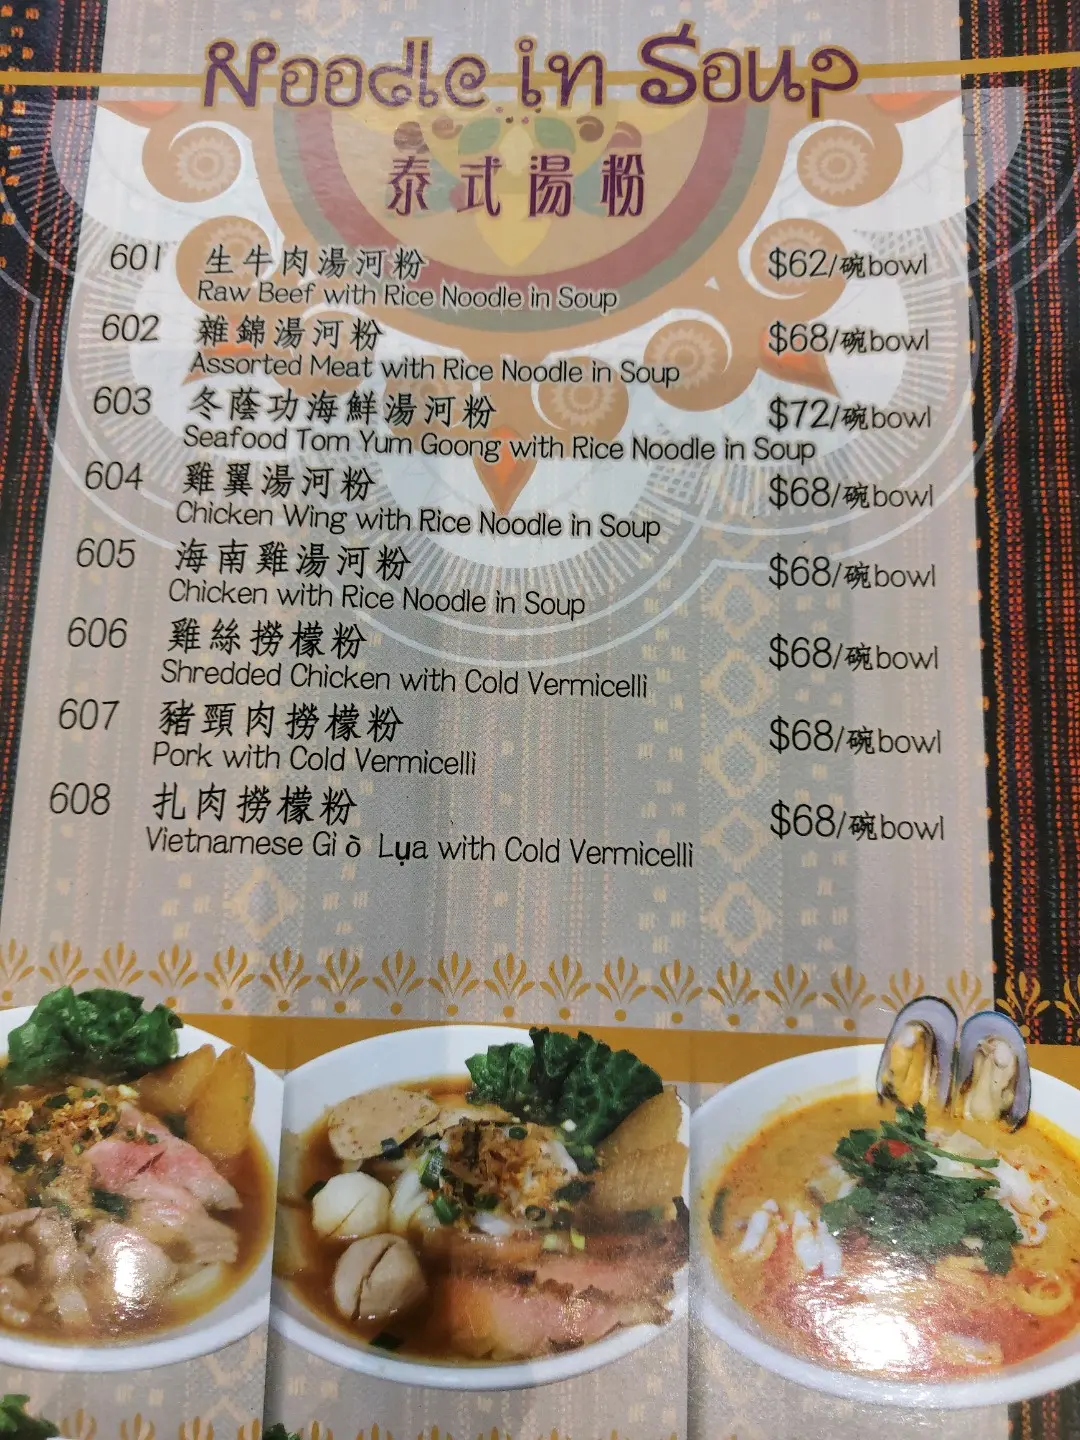 Noodle in Soup
泰式湯粉
601 生牛肉湯河粉 $62/碗bowl
Raw Beef with Rice Noodle in Soup
602 雜錦湯河粉 $68/碗bowl
Assorted Meat with Rice Noodle in Soup
603 冬蔭功海鮮湯河粉 $72/碗bowl
Seafood Tom Yum Goong with Rice Noodle in Soup
604 雞翼湯河粉 $68/碗bowl
Chicken Wing with Rice Noodle in Soup
605 海南雞湯河粉 $68/碗bowl
Chicken with Rice Noodle in Soup
606 雞絲撈檬粉 $68/碗bowl
Shredded Chicken with Cold Vermicelli
607 豬頸肉撈檬粉 $68/碗bowl
Pork with Cold Vermicelli
608 扎肉撈檬粉 $68/碗bowl
Vietnamese Gi ò Lụa with Cold Vermicelli